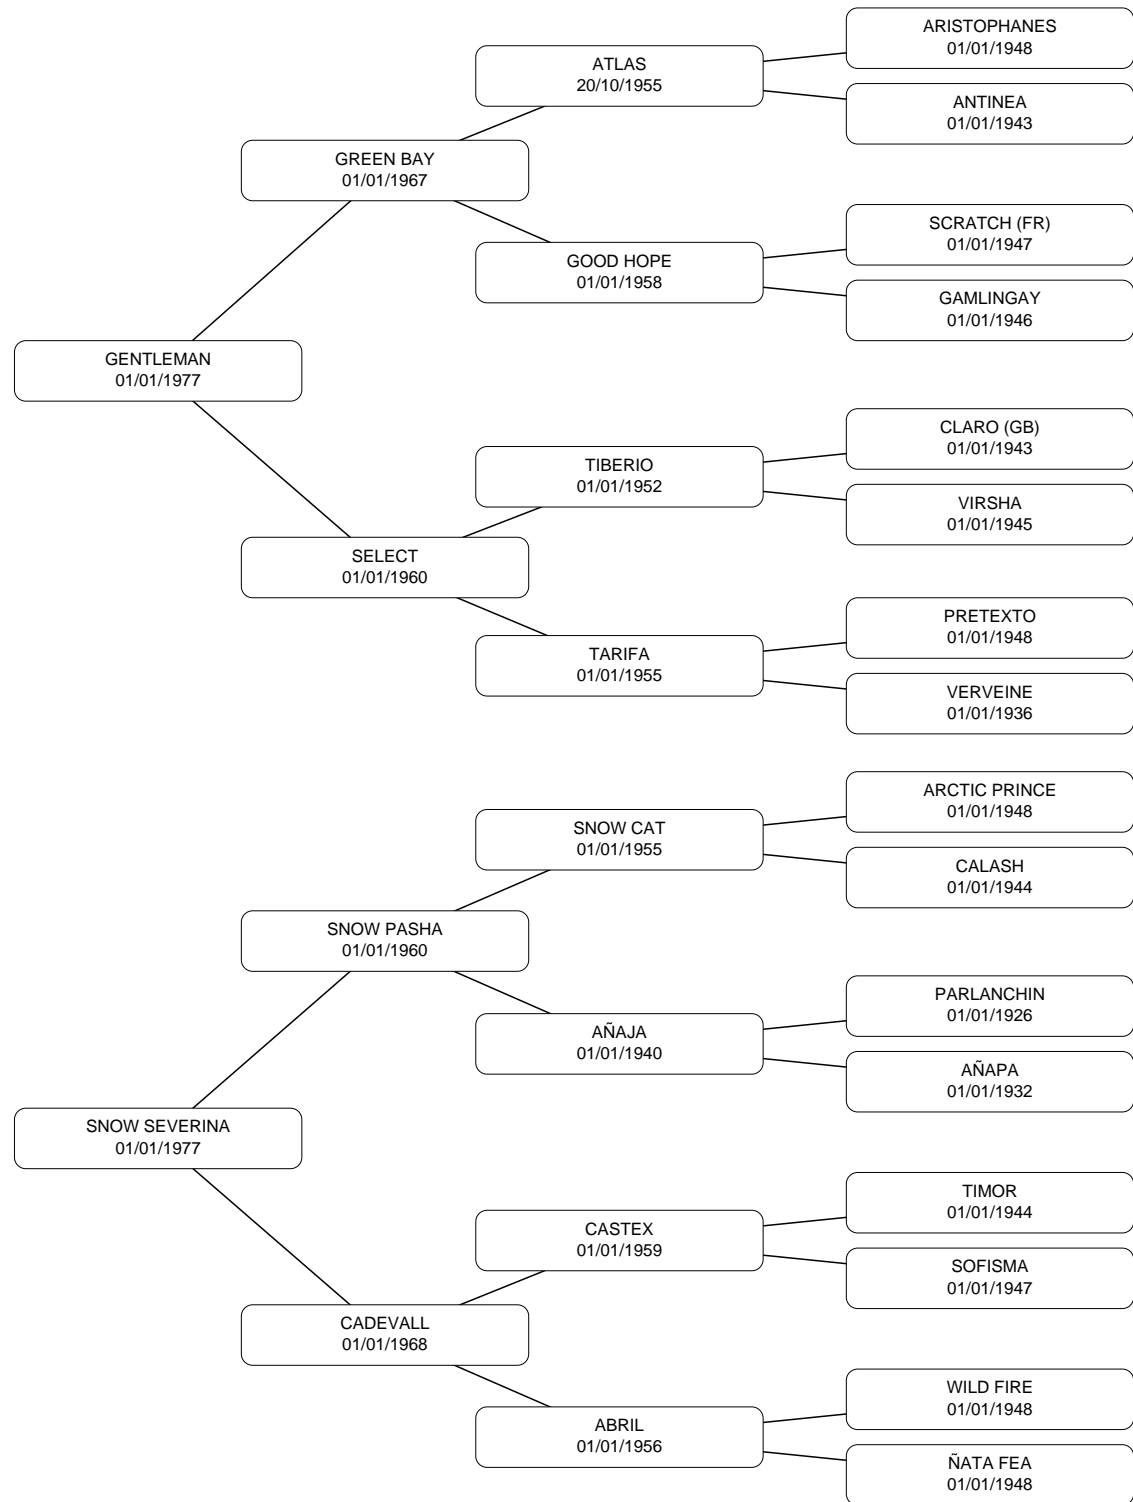 ARISTOPHANES
01/01/1948
ATLAS
20/10/1955
ANTINEA
01/01/1943
GREEN BAY
01/01/1967
SCRATCH (FR)
01/01/1947
GOOD HOPE
01/01/1958
GAMLINGAY
01/01/1946
GENTLEMAN
01/01/1977
CLARO (GB)
01/01/1943
TIBERIO
01/01/1952
VIRSHA
01/01/1945
SELECT
01/01/1960
PRETEXTO
01/01/1948
TARIFA
01/01/1955
VERVEINE
01/01/1936
ARCTIC PRINCE
01/01/1948
SNOW CAT
01/01/1955
CALASH
01/01/1944
SNOW PASHA
01/01/1960
PARLANCHIN
01/01/1926
AÑAJA
01/01/1940
AÑAPA
01/01/1932
SNOW SEVERINA
01/01/1977
TIMOR
01/01/1944
CASTEX
01/01/1959
SOFISMA
01/01/1947
CADEVALL
01/01/1968
WILD FIRE
01/01/1948
ABRIL
01/01/1956
ÑATA FEA
01/01/1948